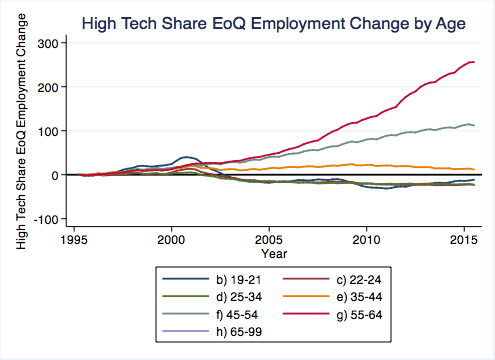 High Tech Share EoQ Employment Change by Age
High Tech Share EoQ Employment Change
300
200
100
0
-100
1995
2000
2005
2010
2015
Year
b) 19-21
c) 22-24
d) 25-34
e) 35-44
f) 45-54
g) 55-64
h) 65-99